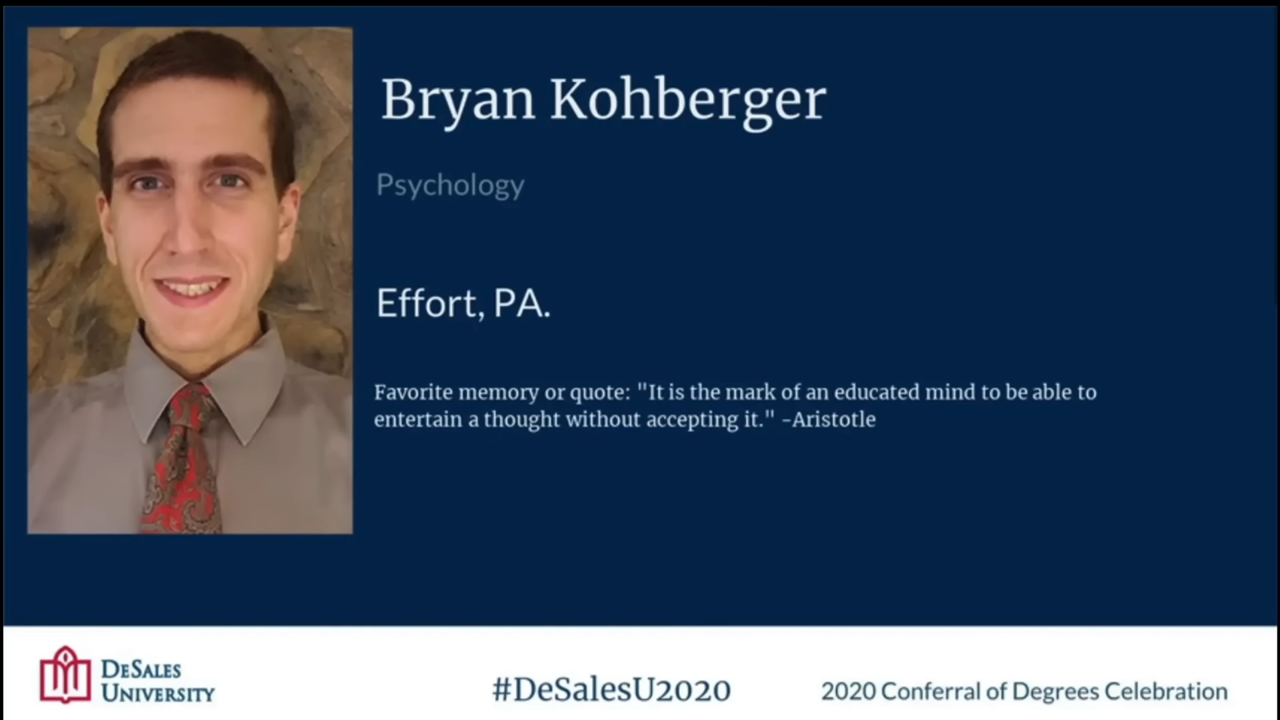 Bryan Kohberger
Psychology
Effort, PA.
Favorite memory or quote: "It is the mark of an educated mind to be able to
entertain a thought without accepting it." -Aristotle
DESALES
UNIVERSITY
#DeSalesU2020
2020 Conferral of Degrees Celebration